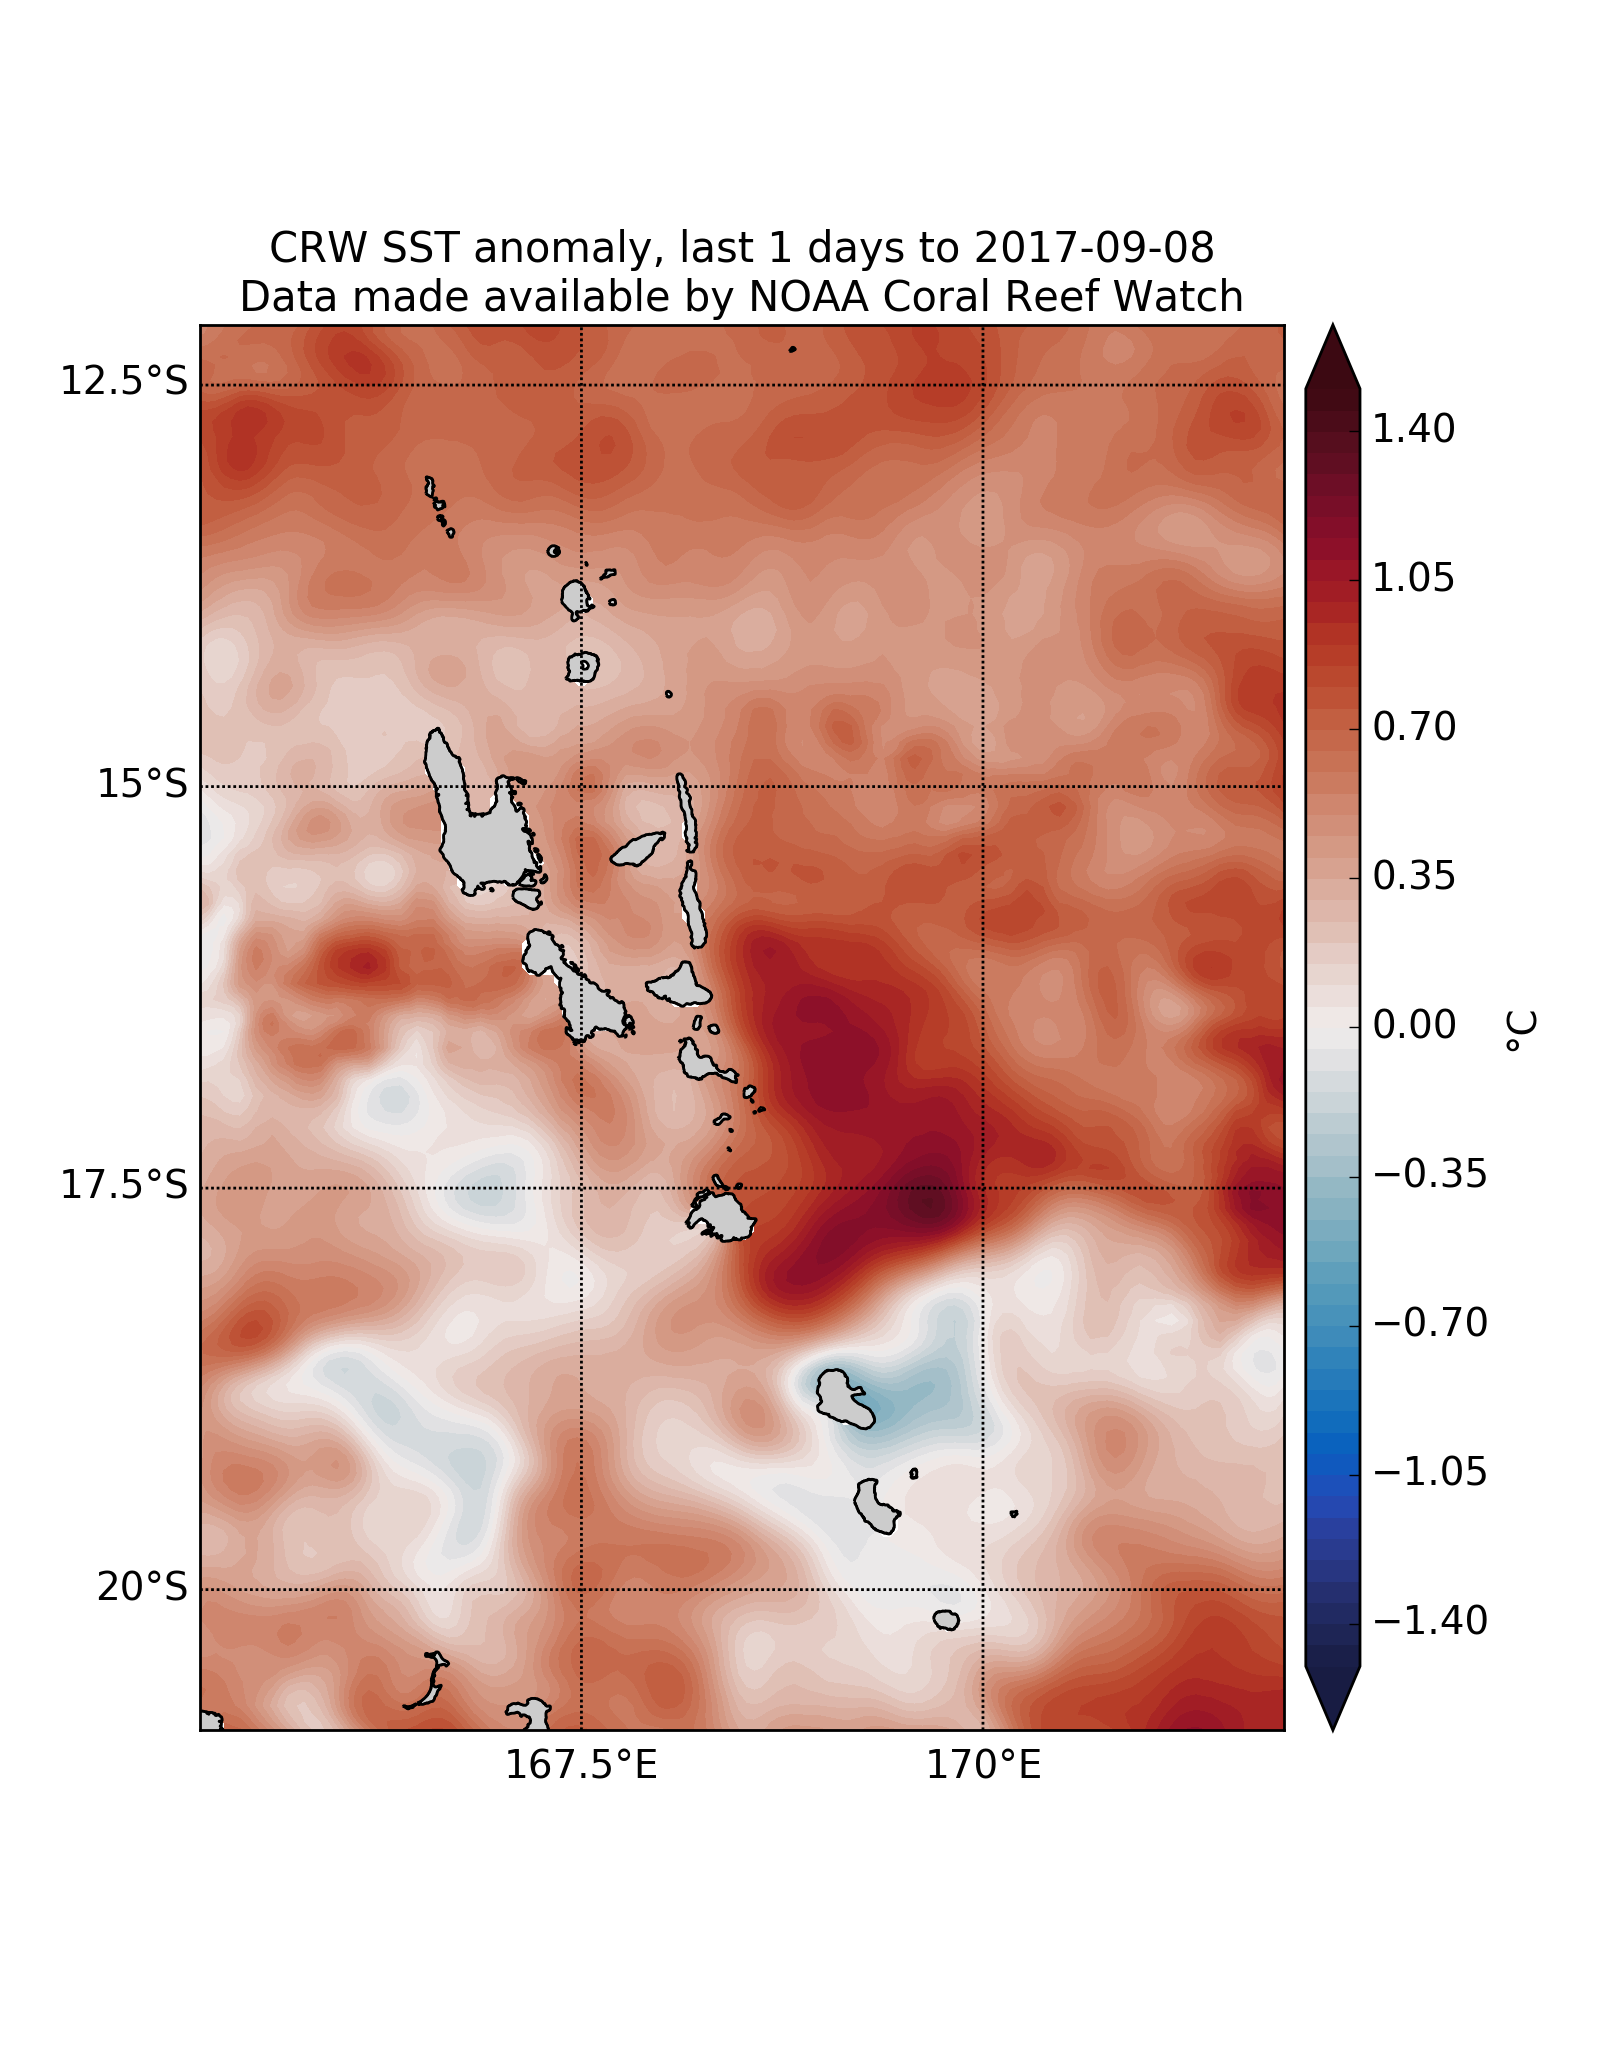 CRW SST anomaly, last 1 days to 2017-09-08
Data made available by NOAA Coral Reef Watch
12.5°S
15°S
17.5°S
20°S
167.5°E
170°E
1.40
1.05
0.70
0.35
0.00
−0.35
−0.70
−1.05
−1.40
°C